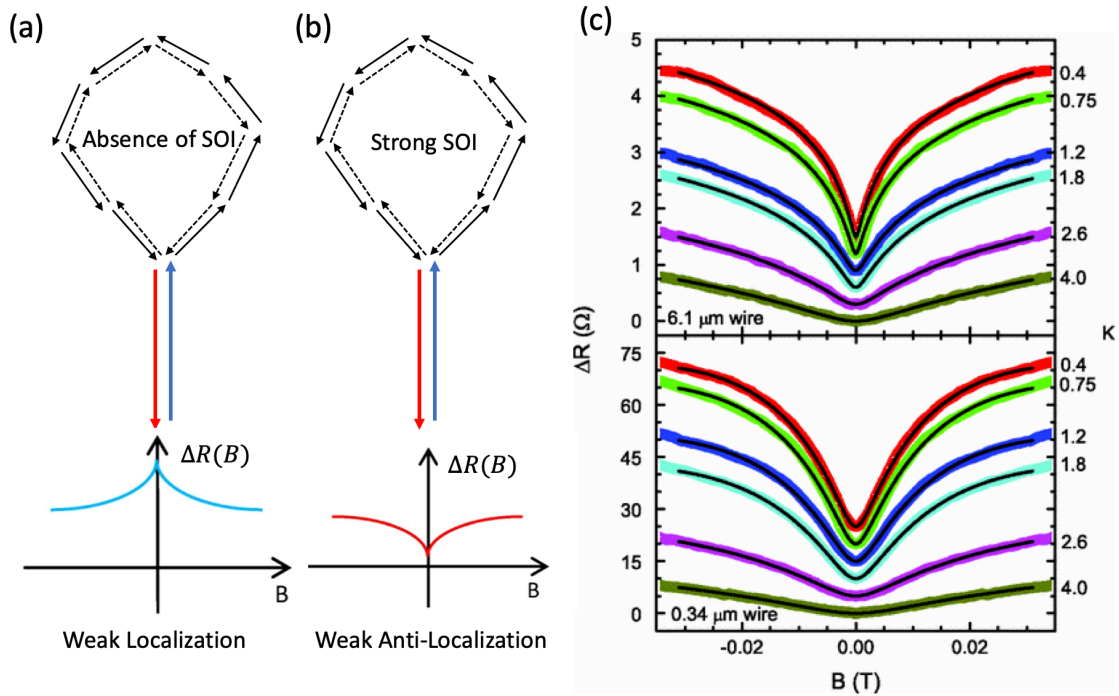 (a)
Absence of SOI
ΔR(B)
B
Weak Localization
(b)
Strong SOI
ΔR(B)
B
Weak Anti-Localization
(c)
5
4
3
2
1
0
0.4
0.75
1.2
1.8
2.6
4.0
6.1 μm wire
K
ΔR (Ω)
75
60
45
30
15
0
0.4
0.75
1.2
1.8
2.6
4.0
0.34 μm wire
-0.02
0.00
0.02
B (T)